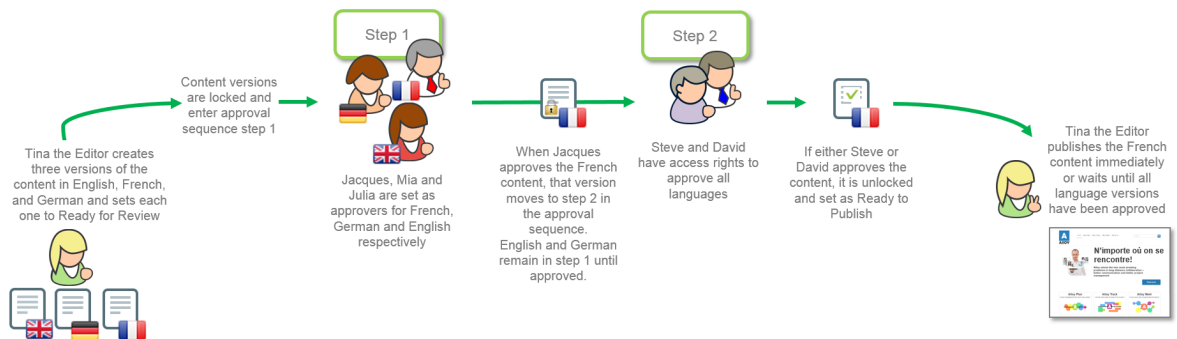 Tina the Editor creates
three versions of the
content in English, French,
and German and sets each
one to Ready for Review
Content versions
are locked and
enter approval
sequence step 1
Step 1
Jacques, Mia and
Julia are set as
approvers for French,
German and English
respectively
When Jacques
approves the French
content, that version
moves to step 2 in
the approval
sequence.
English and German
remain in step 1 until
approved.
Step 2
Steve and David
have access rights to
approve all
languages
If either Steve or
David approves the
content, it is unlocked
and set as Ready to
Publish
Tina the Editor
publishes the French
content immediately
or waits until all
language versions
have been approved
A
N'importe où on se
rencontre!
Alloy Plan
Alloy Track
Alloy Meet